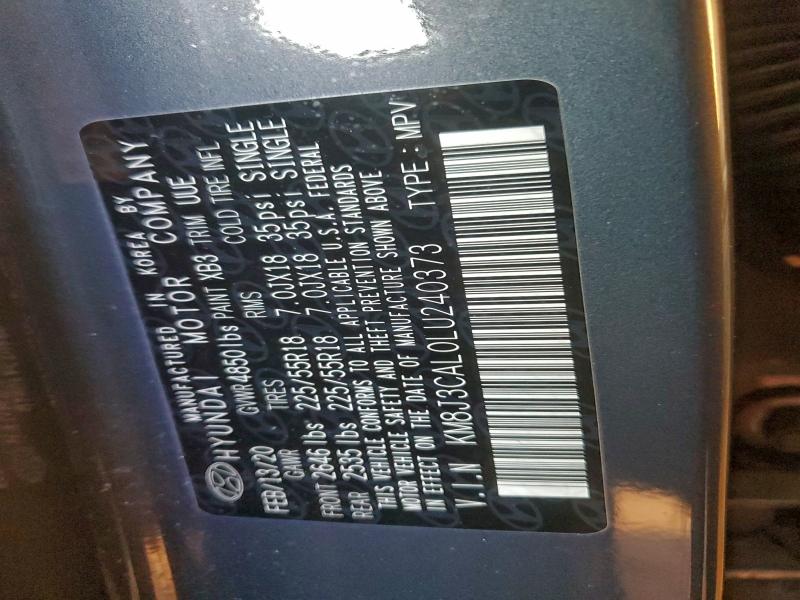 MANUFACTURED IN KOREA BY
HYUNDAI MOTOR COMPANY
FEB/13/20 GVWR 4850lbs PAINT XB3 TRIM UUE
GAWR TIRES RIMS COLD TIRE INFL
FRONT 2646 lbs 225/55R18 7.0JX18 35psi SINGLE
REAR 2535 lbs 225/55R18 7.0JX18 35psi SINGLE
THIS VEHICLE CONFORMS TO ALL APPLICABLE U.S.A. FEDERAL
MOTOR VEHICLE SAFETY AND THEFT PREVENTION STANDARDS
IN EFFECT ON THE DATE OF MANUFACTURE SHOWN ABOVE
V.I.N KM8J3CAL0LU240373 TYPE : MPV